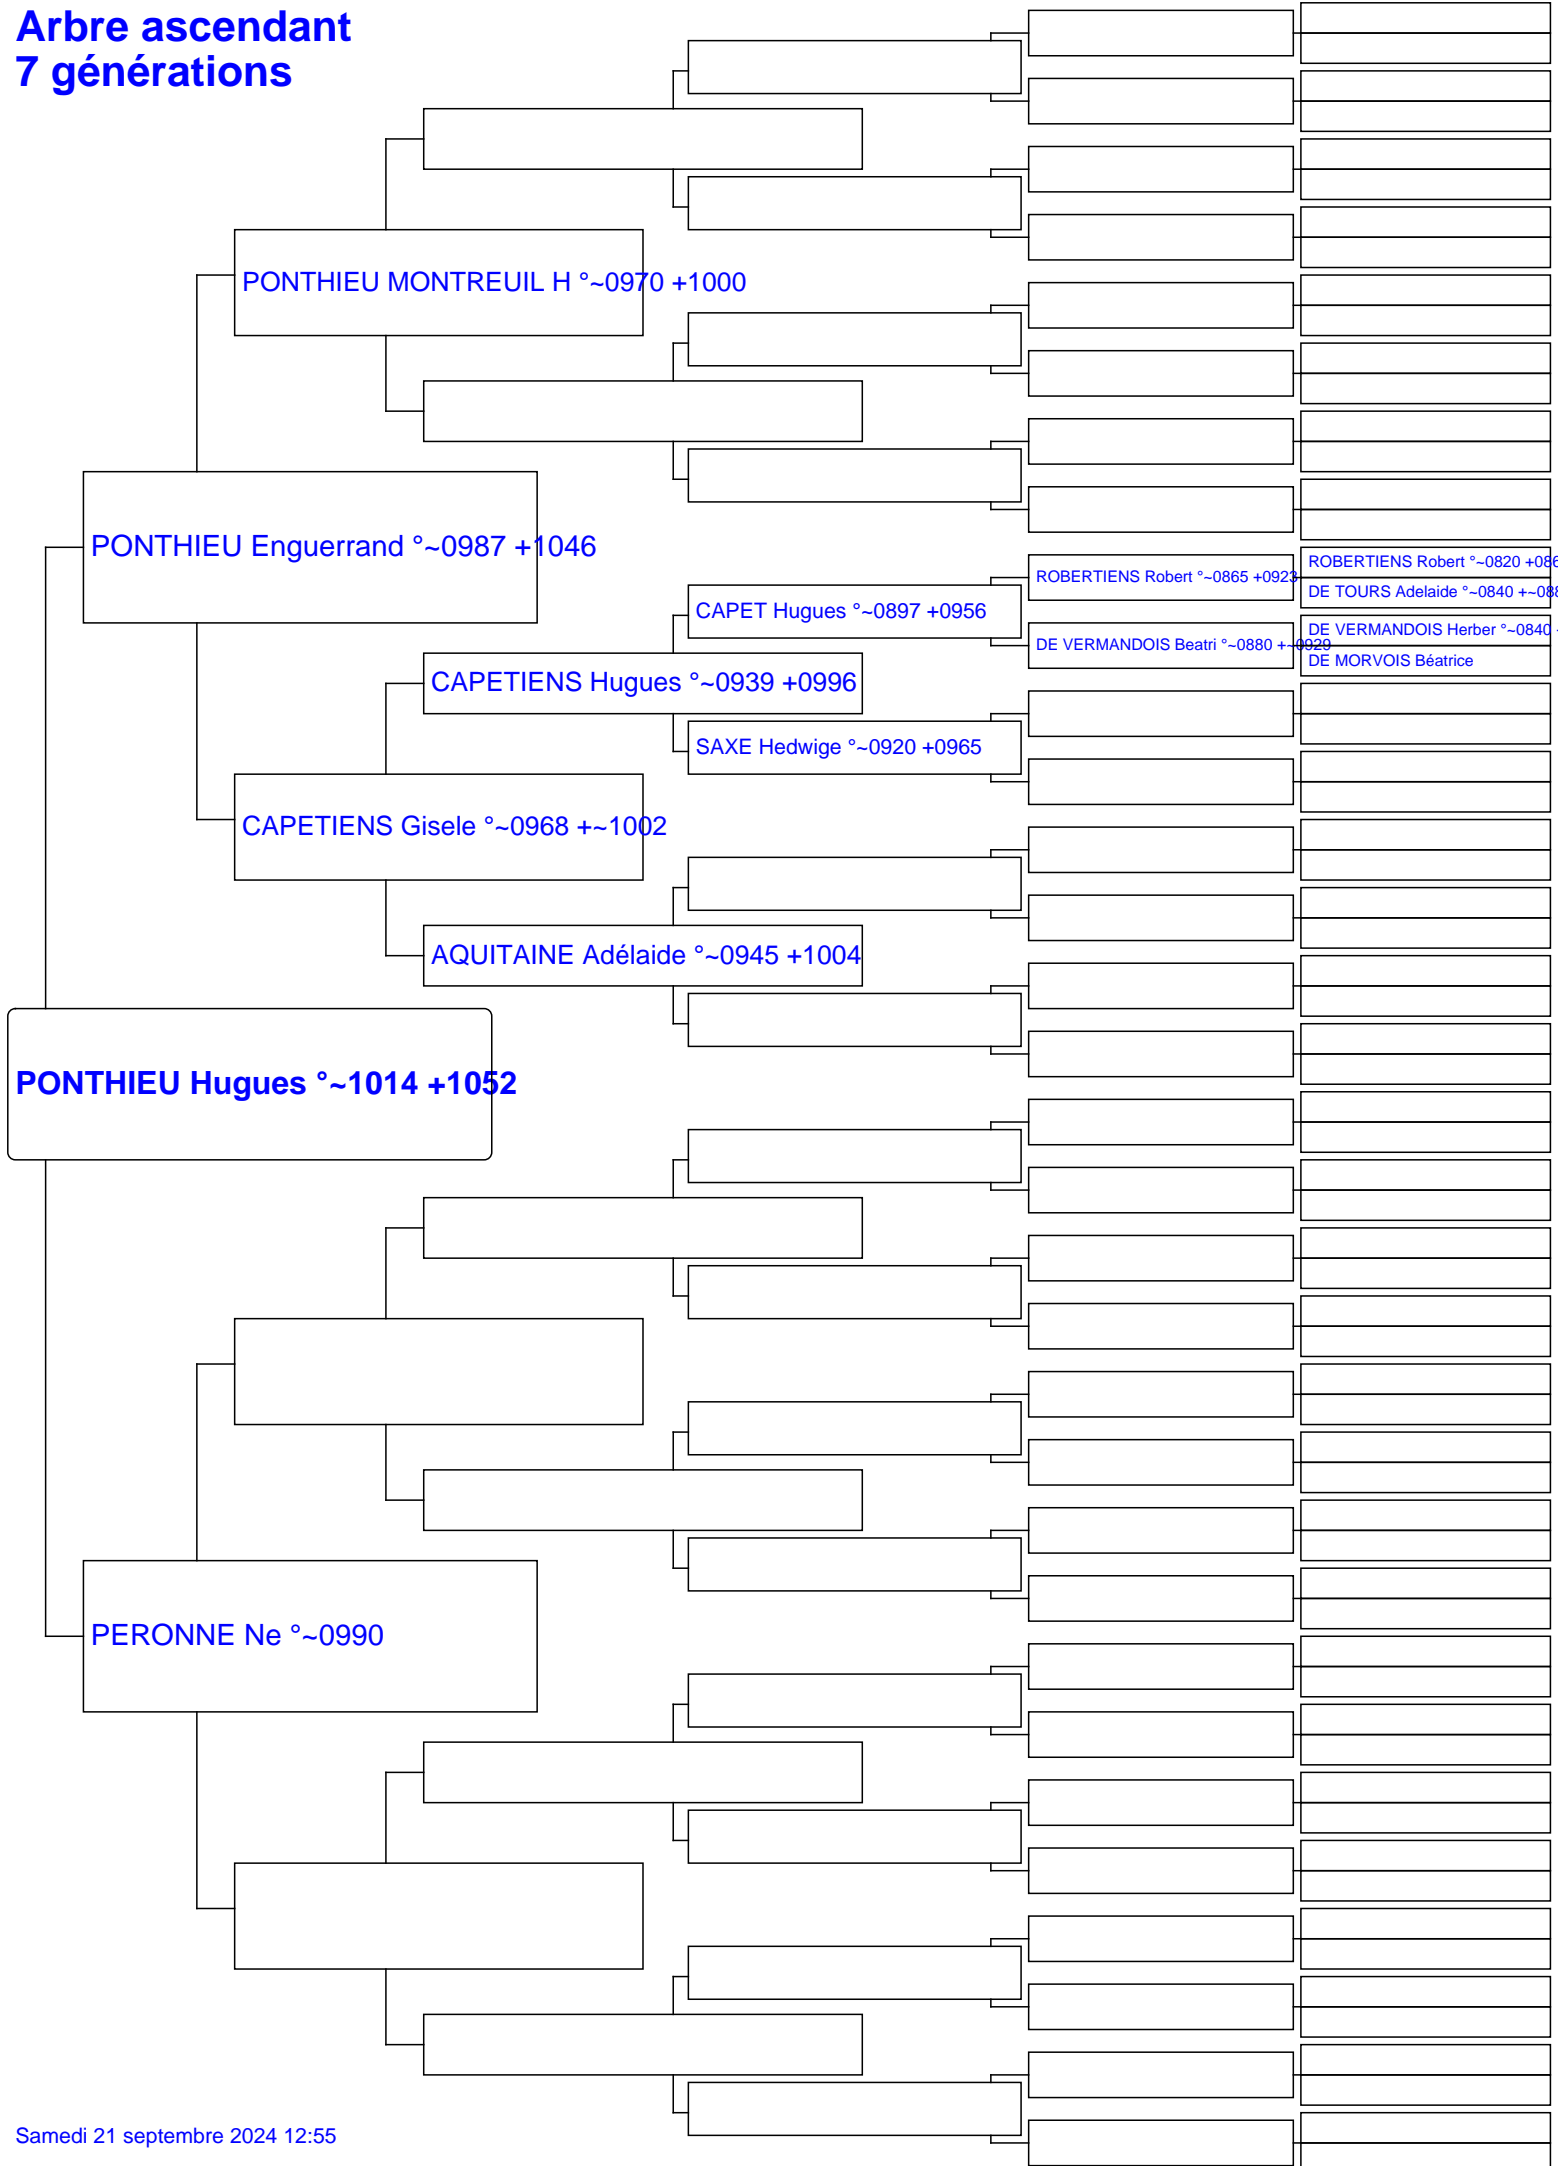 Arbre ascendant
7 générations
PONTHIEU MONTREUIL H °~0970 +1000
PONTHIEU Enguerrand °~0987 +1046
ROBERTIENS Robert °~0820 +086
ROBERTIENS Robert °~0865 +0923
DE TOURS Adelaide °~0840 +~088
CAPET Hugues °~0897 +0956
DE VERMANDOIS Herber °~0840
DE VERMANDOIS Beatri °~0880 +~0929
DE MORVOIS Béatrice
CAPETIENS Hugues °~0939 +0996
SAXE Hedwige °~0920 +0965
CAPETIENS Gisele °~0968 +~1002
AQUITAINE Adélaide °~0945 +1004
PONTHIEU Hugues °~1014 +1052
PERONNE Ne °~0990
Samedi 21 septembre 2024 12:55